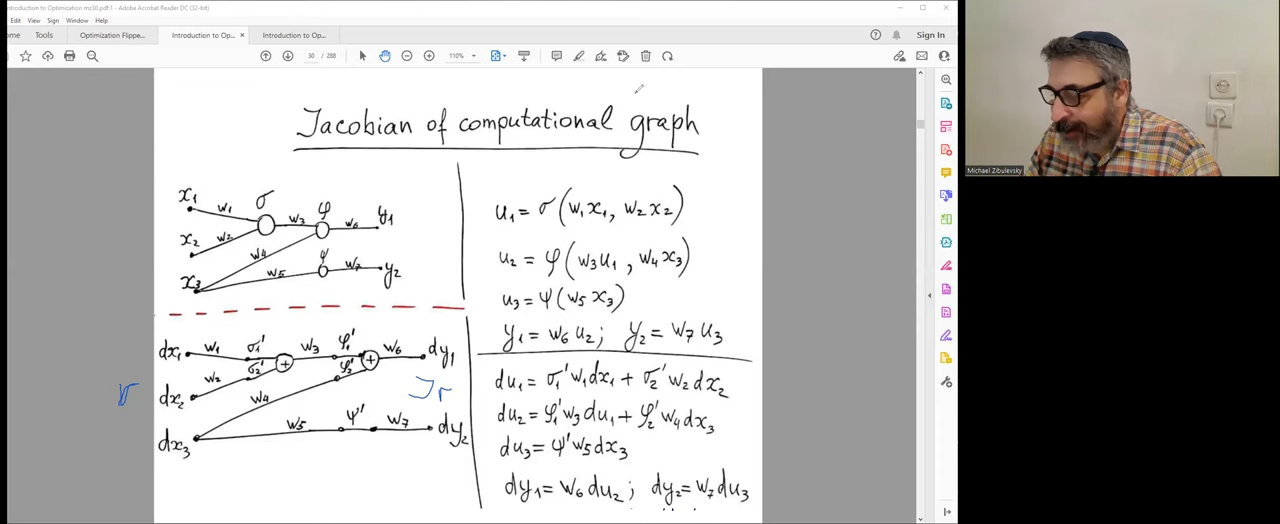 Introduction to Optimization mc30.pdf:1 - Adobe Acrobat Reader DC (32-bit)
Edit View Sign Window Help
ome Tools Optimization Flippe... Introduction to Op... × Introduction to Op... Sign In
30 / 288 110%
Michael Zibulevsky
Jacobian of computational graph
x1 w1 σ w3 φ w6 y1
x2 w2 w4 ψ w7 y2
x3 w5
u1 = σ(w1x1, w2x2)
u2 = φ(w3u1, w4x3)
u3 = ψ(w5x3)
y1 = w6u2; y2 = w7u3
dx1 w1 σ1' + w3 φ1' + w6 dy1
dx2 w2 σ2' w4 φ2'
dx3 w5 ψ' w7 dy2
du1 = σ1'w1dx1 + σ2'w2dx2
du2 = φ1'w3du1 + φ2'w4dx3
du3 = ψ'w5dx3
dy1 = w6du2; dy2 = w7du3